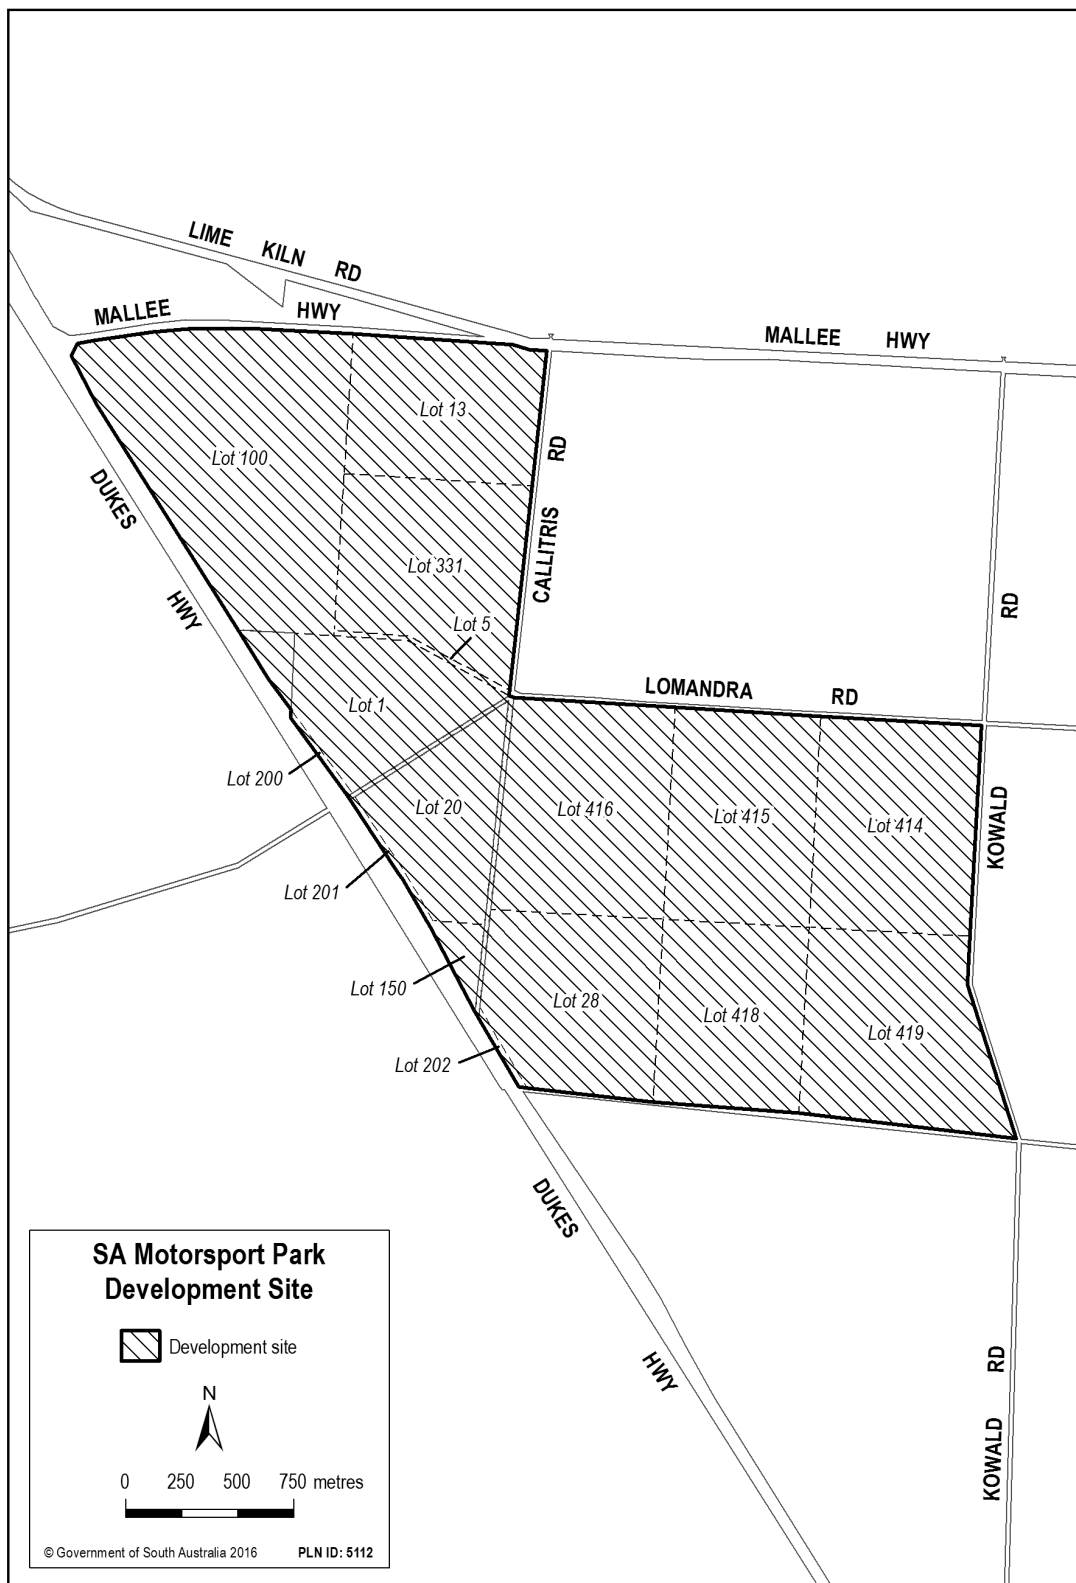 LIME KILN RD
MALLEE HWY
MALLEE HWY
Lot 13
Lot 100
RD
CALLITRIS
DUKES
HWY
Lot 331
RD
Lot 5
LOMANDRA RD
Lot 1
Lot 200
Lot 20
Lot 416
Lot 415
Lot 414
KOWALD
Lot 201
Lot 150
Lot 28
Lot 418
Lot 419
Lot 202
DUKES
HWY
RD
KOWALD
SA Motorsport Park
Development Site
Development site
N
0 250 500 750 metres
© Government of South Australia 2016 PLN ID: 5112